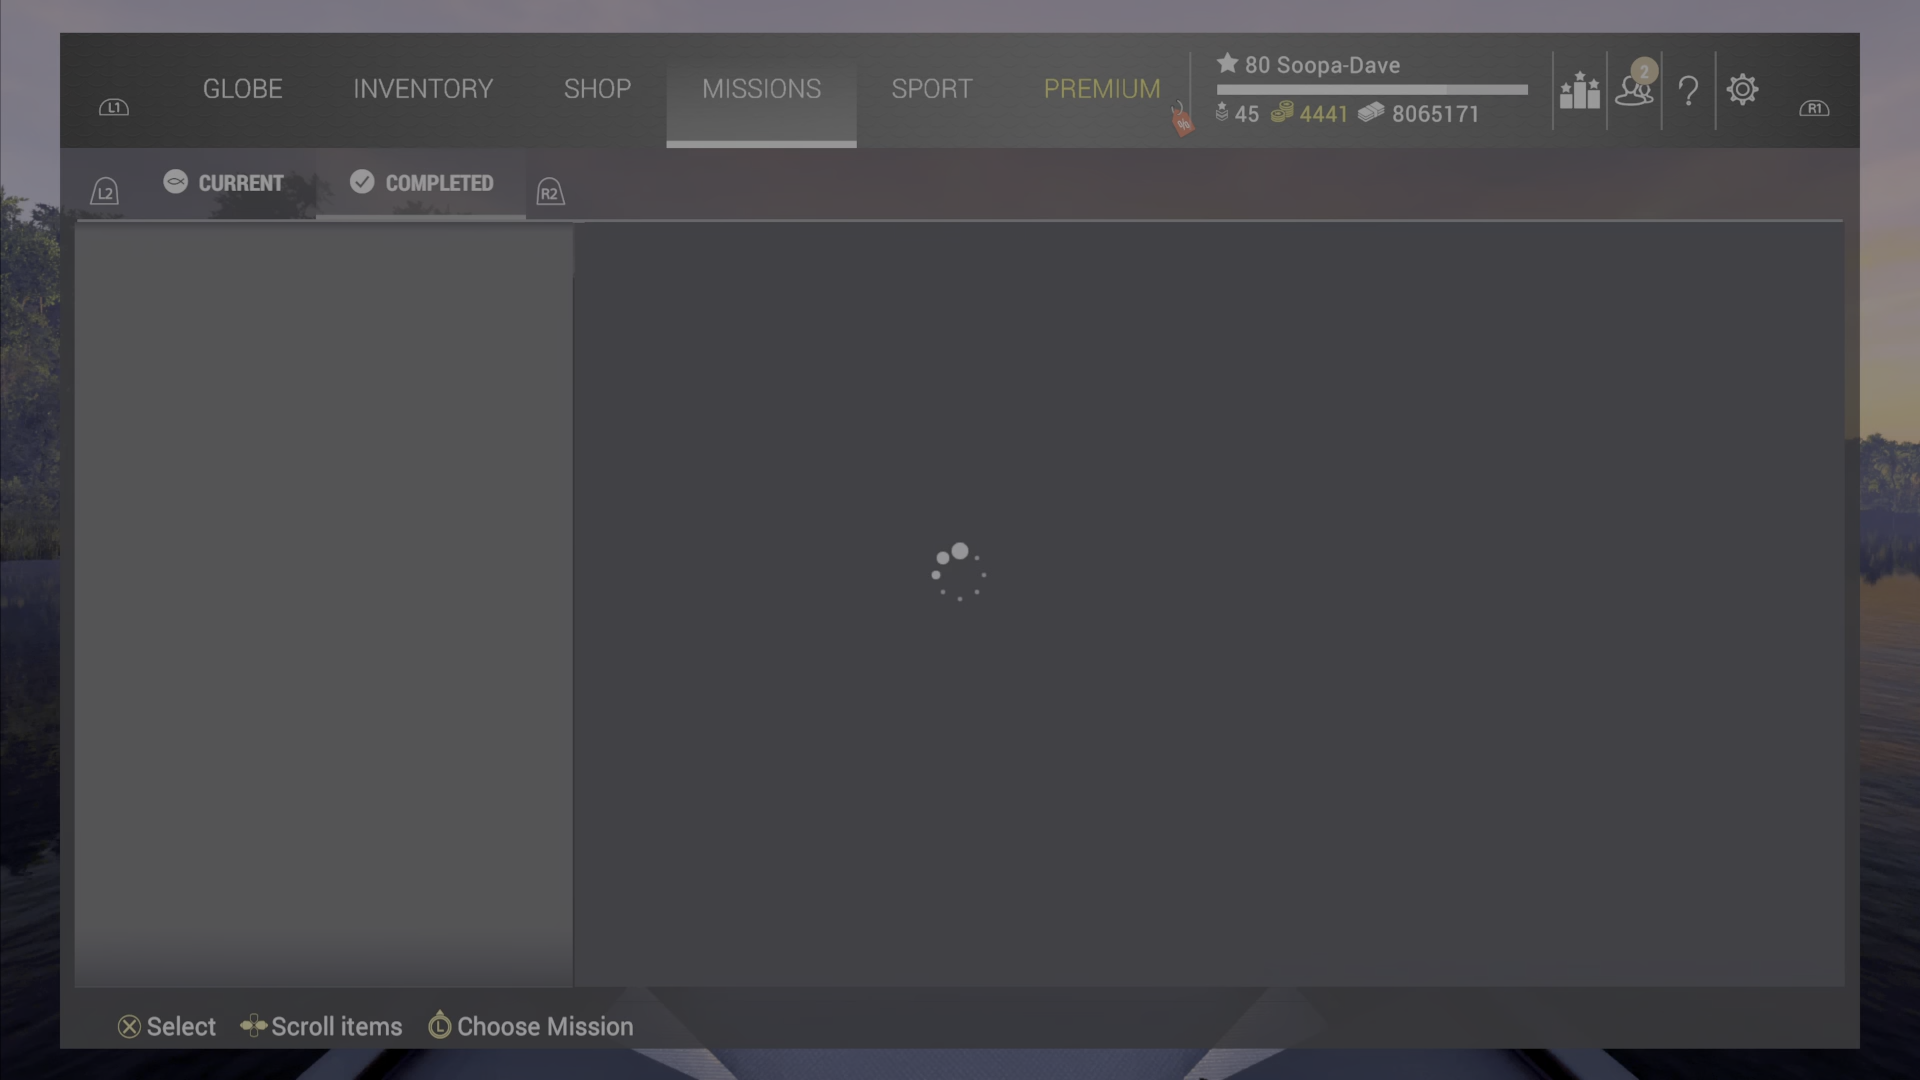 L1 GLOBE INVENTORY SHOP MISSIONS SPORT PREMIUM %
80 Soopa-Dave
45 4441 8065171
2 ? R1
L2 CURRENT COMPLETED R2
Select Scroll items L Choose Mission